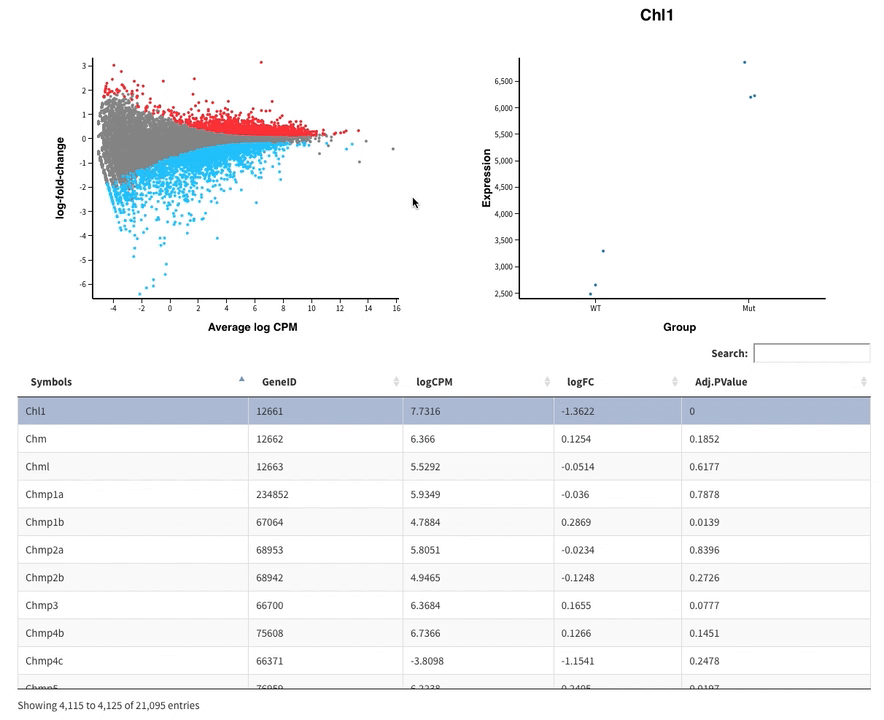 Chl1
3
2
1
0
-1
-2
-3
-4
-5
-6
log-fold-change
-4 -2 0 2 4 6 8 10 12 14 16
Average log CPM
6,500
6,000
5,500
5,000
4,500
4,000
3,500
3,000
2,500
Expression
WT Mut
Group
Search:
Symbols GeneID logCPM logFC Adj.PValue
Chl1 12661 7.7316 -1.3622 0
Chm 12662 6.366 0.1254 0.1852
Chml 12663 5.5292 -0.0514 0.6177
Chmp1a 234852 5.9349 -0.036 0.7878
Chmp1b 67064 4.7884 0.2869 0.0139
Chmp2a 68953 5.8051 -0.0234 0.8396
Chmp2b 68942 4.9465 -0.1248 0.2726
Chmp3 66700 6.3684 0.1655 0.0777
Chmp4b 75608 6.7366 0.1266 0.1451
Chmp4c 66371 -3.8098 -1.1541 0.2478
Chmp5
Showing 4,115 to 4,125 of 21,095 entries